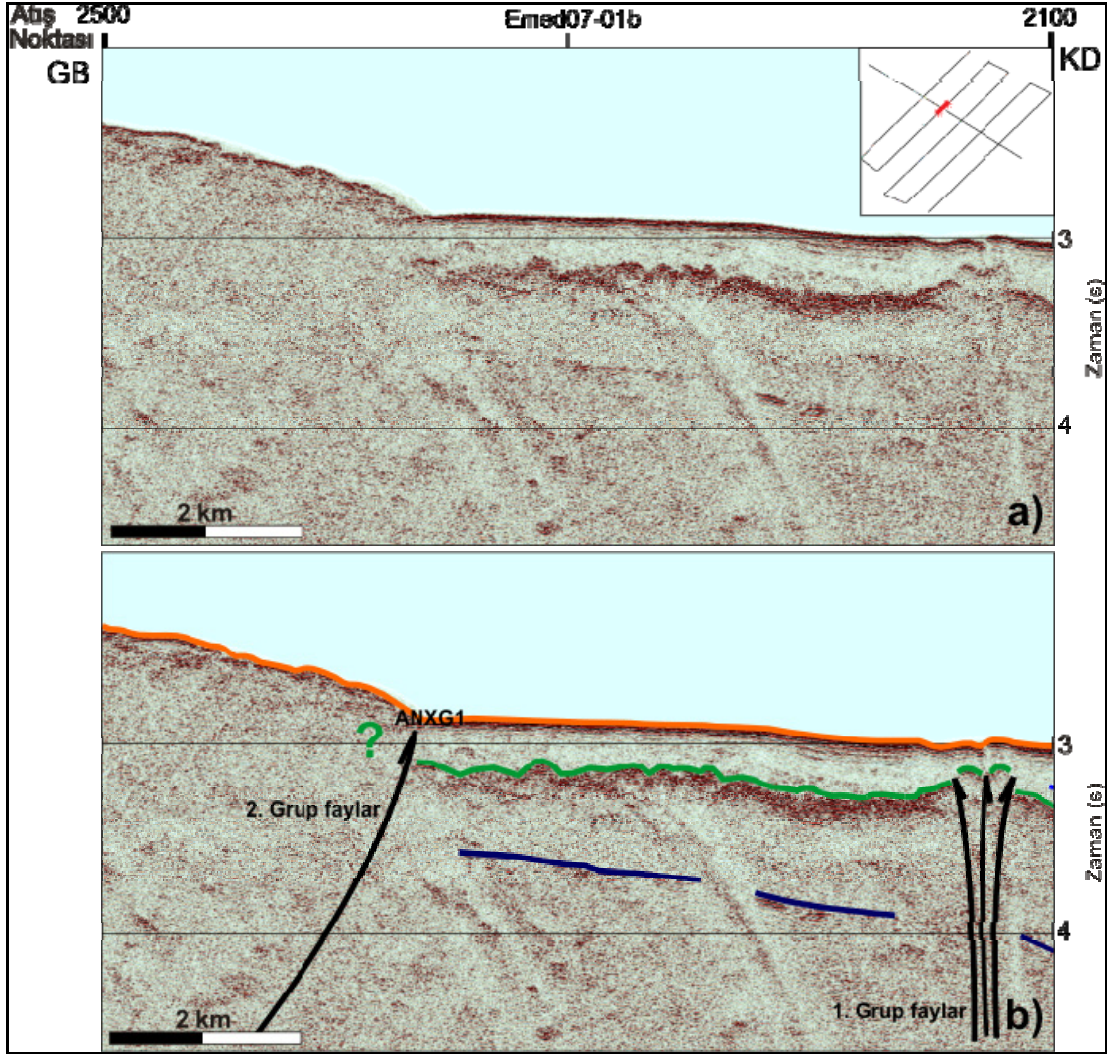 Atış 2500 Emed07-01b 2100
Noktası
GB KD
3
Zaman (s)
4
2 km
a)
ANXG1
?
3
2. Grup faylar
Zaman (s)
4
1. Grup faylar
2 km
b)